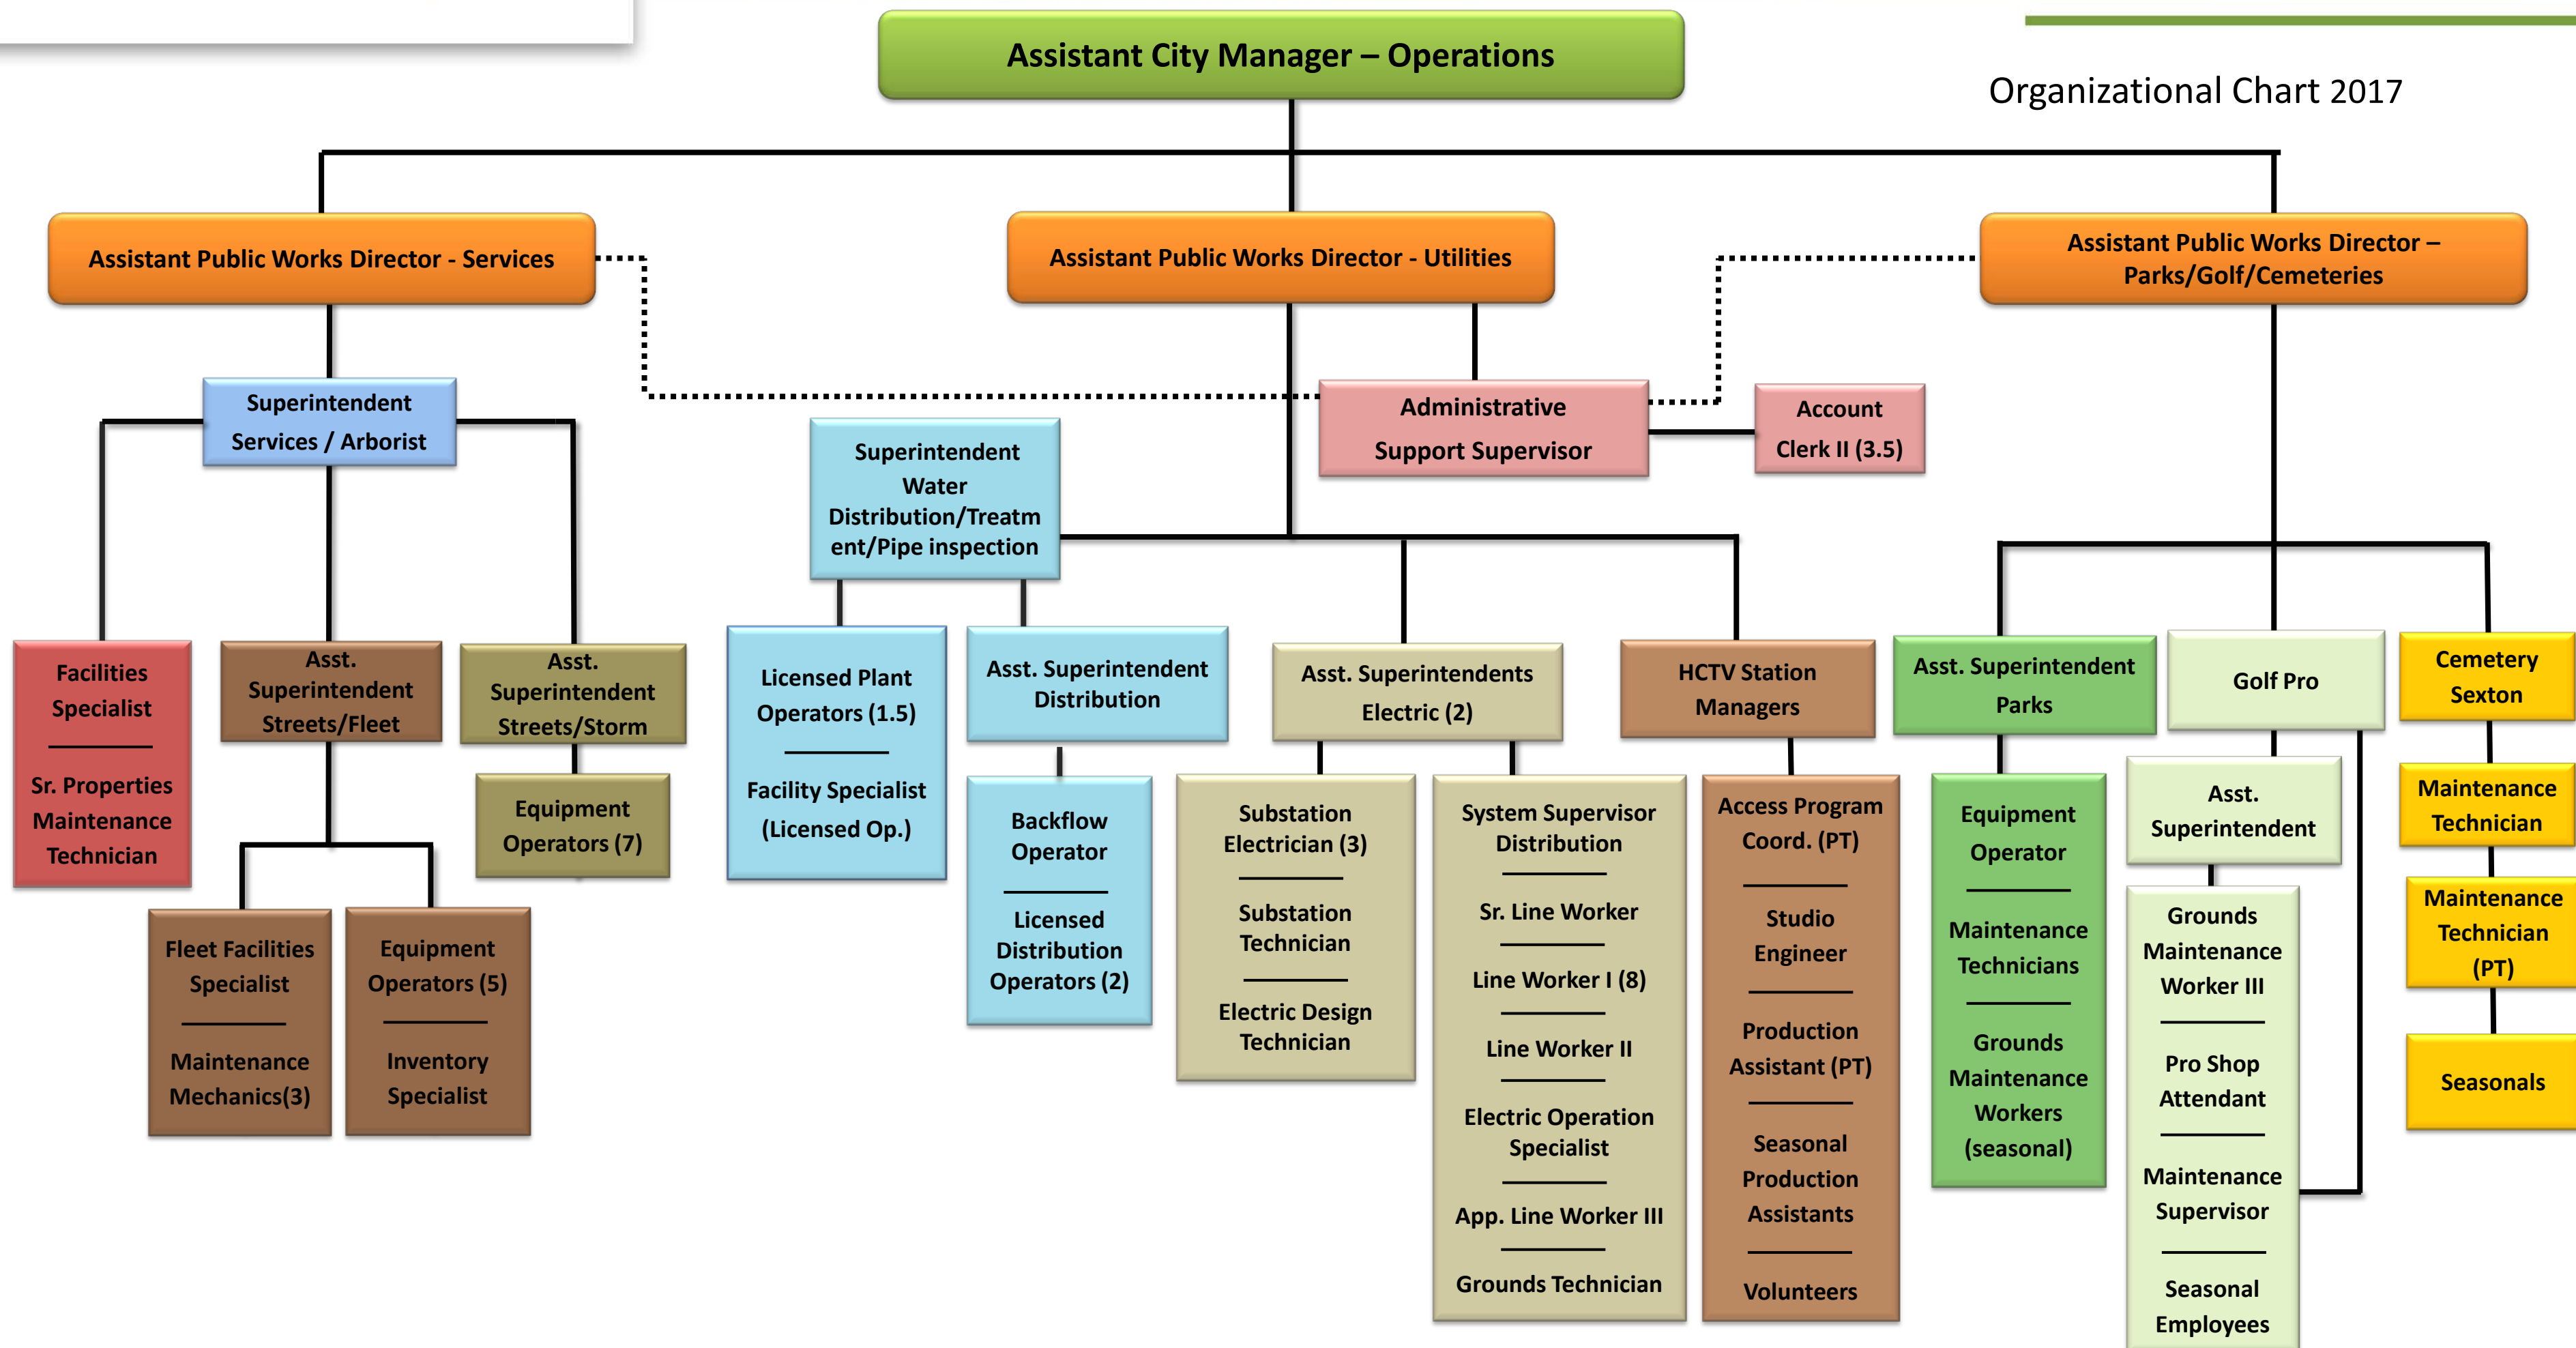 Assistant City Manager – Operations
Organizational Chart 2017
Assistant Public Works Director - Services
Assistant Public Works Director - Utilities
Assistant Public Works Director –
Parks/Golf/Cemeteries
Superintendent
Services / Arborist
Administrative
Support Supervisor
Account
Clerk II (3.5)
Superintendent
Water
Distribution/Treatm
ent/Pipe inspection
Facilities
Specialist
Sr. Properties
Maintenance
Technician
Asst.
Superintendent
Streets/Fleet
Asst.
Superintendent
Streets/Storm
Equipment
Operators (7)
Fleet Facilities
Specialist
Maintenance
Mechanics(3)
Equipment
Operators (5)
Inventory
Specialist
Licensed Plant
Operators (1.5)
Facility Specialist
(Licensed Op.)
Asst. Superintendent
Distribution
Backflow
Operator
Licensed
Distribution
Operators (2)
Asst. Superintendents
Electric (2)
Substation
Electrician (3)
Substation
Technician
Electric Design
Technician
System Supervisor
Distribution
Sr. Line Worker
Line Worker I (8)
Line Worker II
Electric Operation
Specialist
App. Line Worker III
Grounds Technician
HCTV Station
Managers
Access Program
Coord. (PT)
Studio
Engineer
Production
Assistant (PT)
Seasonal
Production
Assistants
Volunteers
Asst. Superintendent
Parks
Equipment
Operator
Maintenance
Technicians
Grounds
Maintenance
Workers
(seasonal)
Golf Pro
Asst.
Superintendent
Grounds
Maintenance
Worker III
Pro Shop
Attendant
Maintenance
Supervisor
Seasonal
Employees
Cemetery
Sexton
Maintenance
Technician
Maintenance
Technician
(PT)
Seasonals